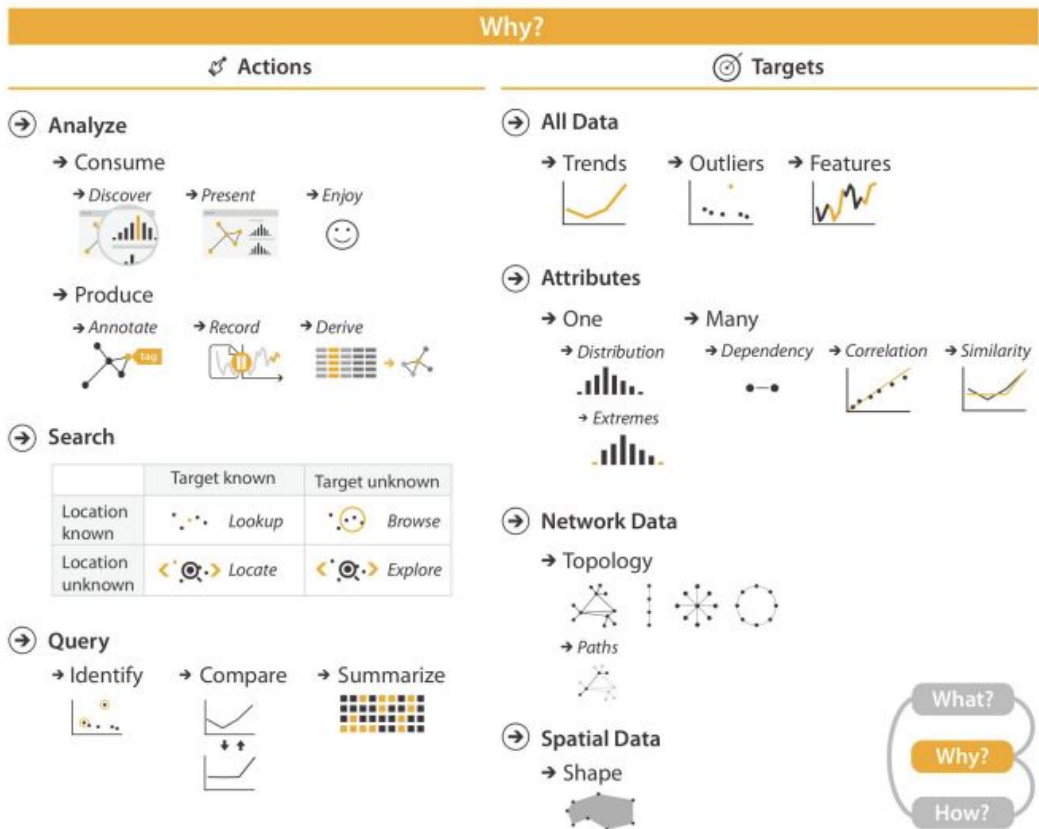 Why?
Actions
Analyze
→ Consume
→ Discover → Present → Enjoy
→ Produce
→ Annotate → Record → Derive
tag
Search
Target known Target unknown
Location known Lookup Browse
Location unknown Locate Explore
Query
→ Identify → Compare → Summarize
Targets
All Data
→ Trends → Outliers → Features
Attributes
→ One → Many
→ Distribution → Dependency → Correlation → Similarity
→ Extremes
Network Data
→ Topology
→ Paths
Spatial Data
→ Shape
What?
Why?
How?